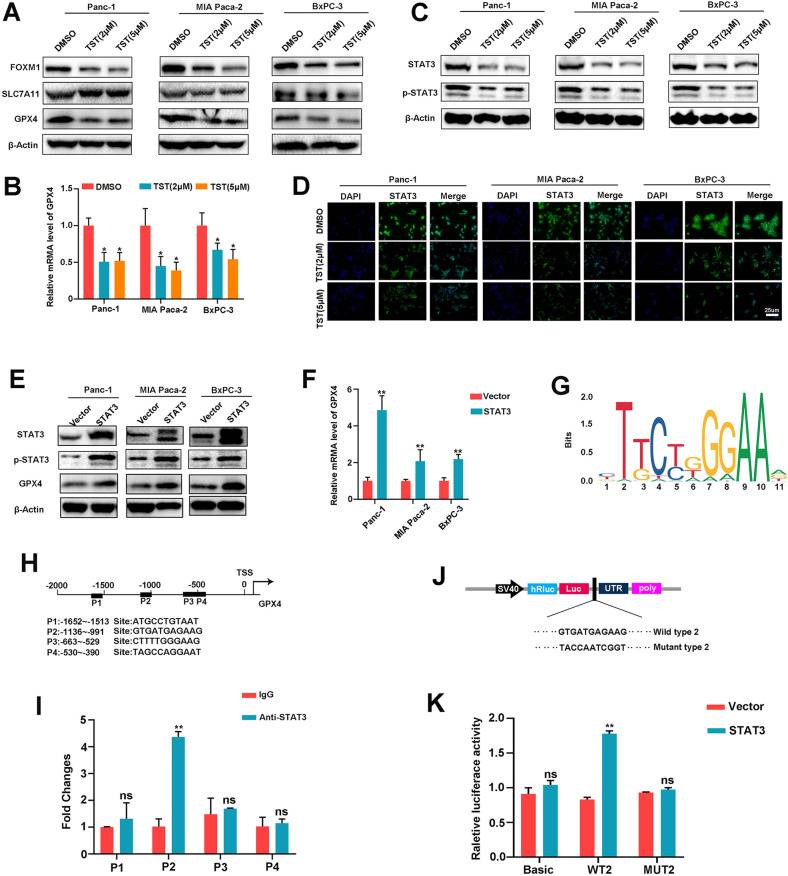 A
Panc-1
MIA Paca-2
BxPC-3
DMSO
TST(2μM)
TST(5μM)
DMSO
TST(2μM)
TST(5μM)
DMSO
TST(2μM)
TST(5μM)
FOXM1
SLC7A11
GPX4
β-Actin
C
Panc-1
MIA Paca-2
BxPC-3
DMSO
TST(2μM)
TST(5μM)
DMSO
TST(2μM)
TST(5μM)
DMSO
TST(2μM)
TST(5μM)
STAT3
p-STAT3
β-Actin
B
DMSO
TST(2μM)
TST(5μM)
Relative mRMA level of GPX4
1.5
1.0
0.5
0.0
* *
* *
* *
Panc-1
MIA Paca-2
BxPC-3
D
Panc-1
MIA Paca-2
BxPC-3
DAPI STAT3 Merge
DAPI STAT3 Merge
DAPI STAT3 Merge
DMSO
TST(2μM)
TST(5μM)
25um
E
Panc-1
MIA Paca-2
BxPC-3
Vector
STAT3
Vector
STAT3
Vector
STAT3
STAT3
p-STAT3
GPX4
β-Actin
F
Vector
STAT3
Relative mRMA level of GPX4
6
4
2
0
**
**
**
Panc-1
MIA Paca-2
BxPC-3
G
Bits
2.0
1.5
1.0
0.5
0.0
1 2 3 4 5 6 7 8 9 10 11
H
-2000 -1500 -1000 -500 0
TSS
GPX4
P1 P2 P3 P4
P1:-1652~-1513 Site:ATGCCTGTAAT
P2:-1136~-991 Site:GTGATGAGAAG
P3:-663~-529 Site:CTTTTGGGAAG
P4:-530~-390 Site:TAGCCAGGAAT
J
SV40 hRluc Luc UTR poly
·····GTGATGAGAAG·····Wild type 2
·····TACCAATCGGT·····Mutant type 2
I
IgG
Anti-STAT3
Fold Changes
5
4
3
2
1
0
ns
**
ns
ns
P1 P2 P3 P4
K
Vector
STAT3
Raletive luciferace activity
2.0
1.5
1.0
0.5
0.0
ns
**
ns
Basic WT2 MUT2